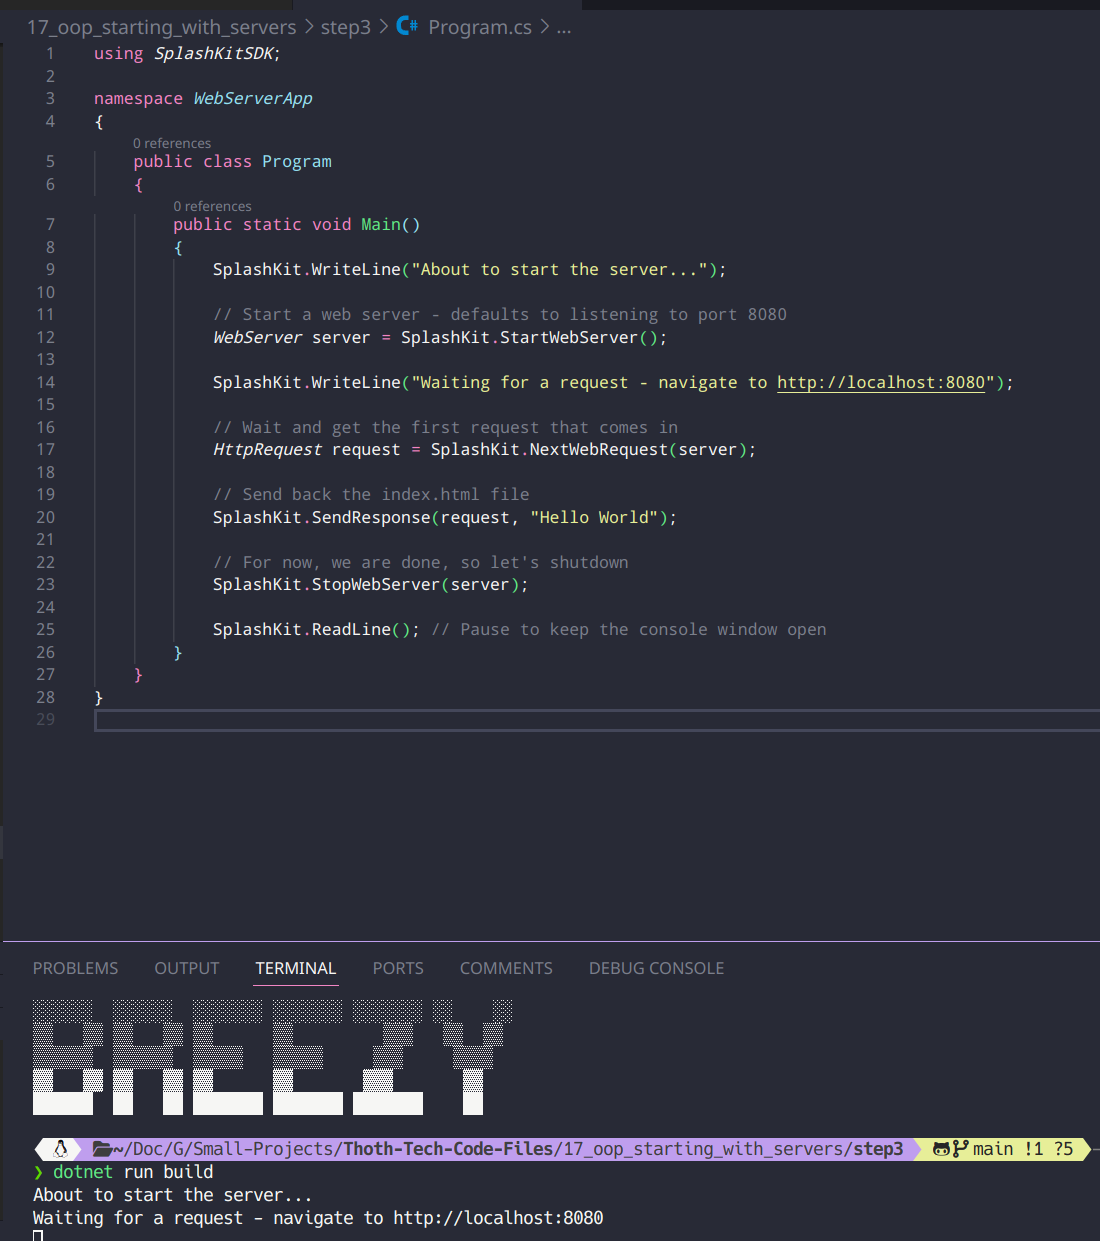 17_oop_starting_with_servers > step3 > C# Program.cs > ...
1 using SplashKitSDK;
2
3 namespace WebServerApp
4 {
0 references
5 public class Program
6 {
0 references
7 public static void Main()
8 {
9 SplashKit.WriteLine("About to start the server...");
10
11 // Start a web server - defaults to listening to port 8080
12 WebServer server = SplashKit.StartWebServer();
13
14 SplashKit.WriteLine("Waiting for a request - navigate to http://localhost:8080");
15
16 // Wait and get the first request that comes in
17 HttpRequest request = SplashKit.NextWebRequest(server);
18
19 // Send back the index.html file
20 SplashKit.SendResponse(request, "Hello World");
21
22 // For now, we are done, so let's shutdown
23 SplashKit.StopWebServer(server);
24
25 SplashKit.ReadLine(); // Pause to keep the console window open
26 }
27 }
28 }
29
PROBLEMS OUTPUT TERMINAL PORTS COMMENTS DEBUG CONSOLE
BREEZY
~/Doc/G/Small-Projects/Thoth-Tech-Code-Files/17_oop_starting_with_servers/step3 main !1 ?5
❯ dotnet run build
About to start the server...
Waiting for a request - navigate to http://localhost:8080